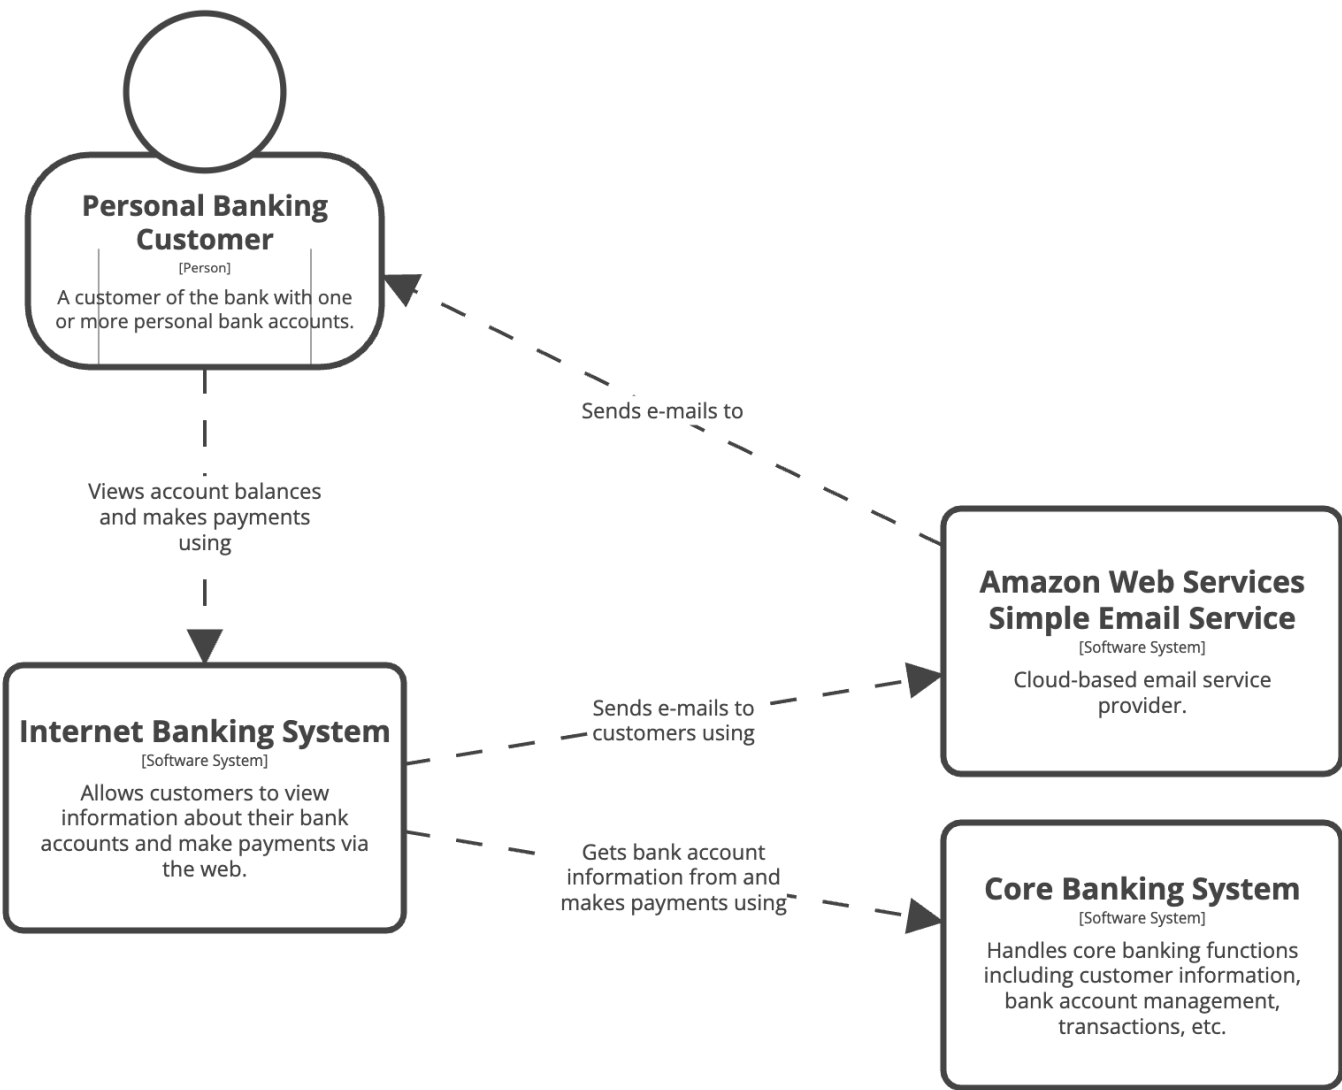 Personal Banking
Customer
[Person]
A customer of the bank with one
or more personal bank accounts.
Sends e-mails to
Views account balances
and makes payments
using
Amazon Web Services
Simple Email Service
[Software System]
Cloud-based email service
provider.
Internet Banking System
[Software System]
Allows customers to view
information about their bank
accounts and make payments via
the web.
Sends e-mails to
customers using
Gets bank account
information from and
makes payments using
Core Banking System
[Software System]
Handles core banking functions
including customer information,
bank account management,
transactions, etc.